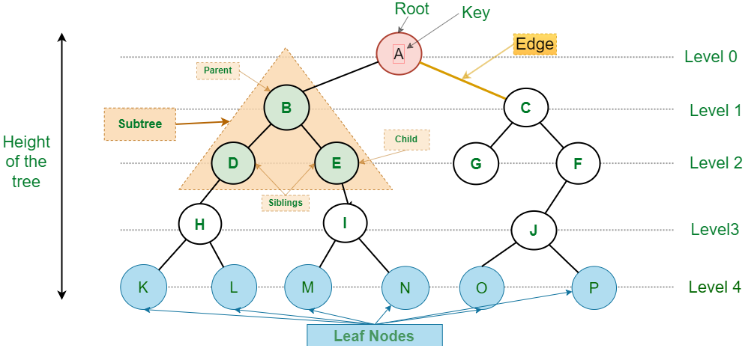 Root
Key
A
Edge
Level 0
Parent
B
C
Level 1
Subtree
Height
of the
tree
Child
D
E
G
F
Level 2
Siblings
H
I
J
Level3
K
L
M
N
O
P
Level 4
Leaf Nodes